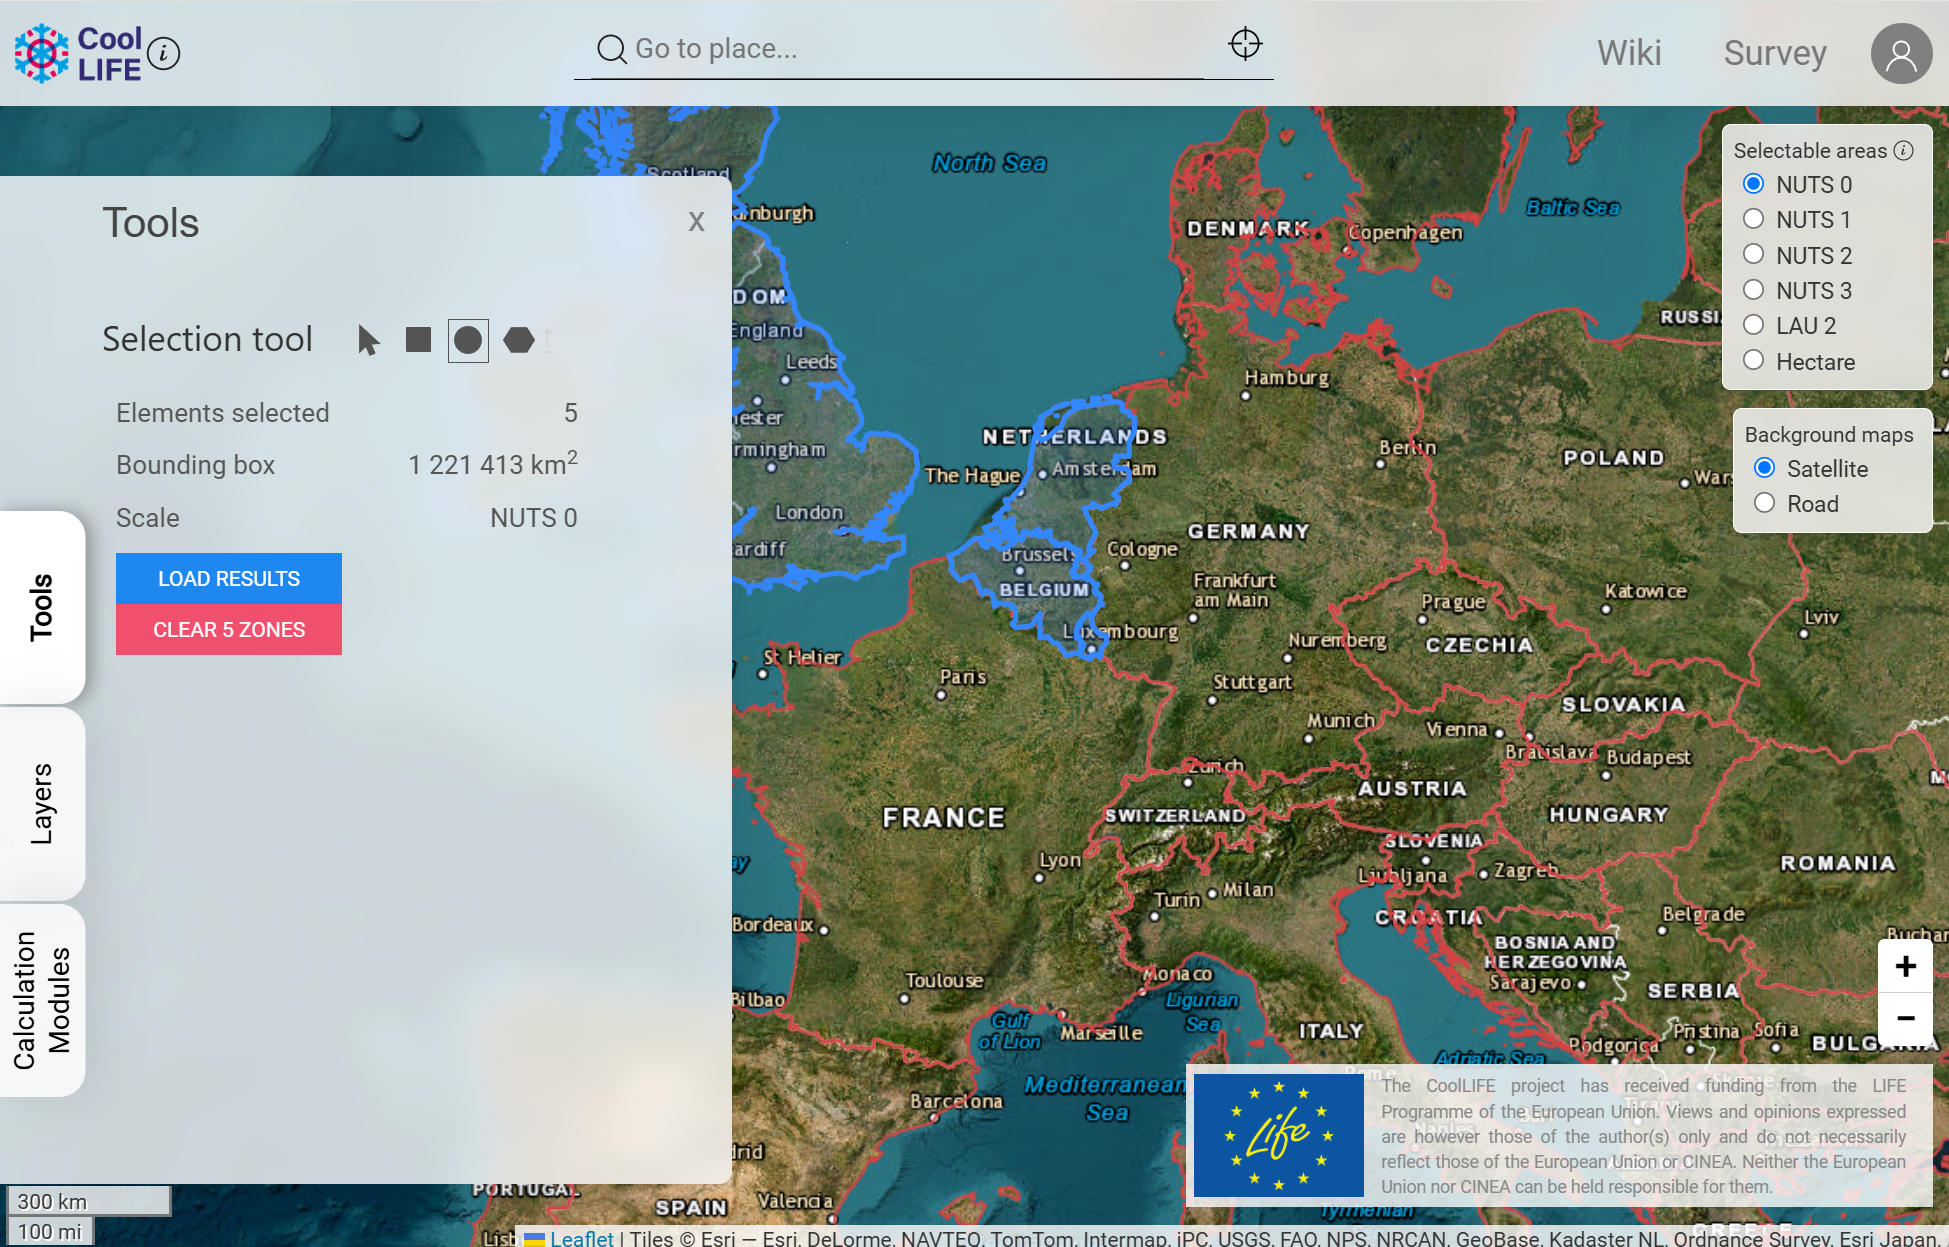 Cool
LIFE
Go to place...
Wiki
Survey
Selectable areas
NUTS 0
NUTS 1
NUTS 2
NUTS 3
LAU 2
Hectare
Background maps
Satellite
Road
Tools
X
Selection tool
Elements selected 5
Bounding box 1 221 413 km²
Scale NUTS 0
LOAD RESULTS
CLEAR 5 ZONES
Tools
Layers
Calculation
Modules
Scotland
North Sea
DENMARK
Copenhagen
Baltic Sea
England
Leeds
London
NETHERLANDS
Amsterdam
The Hague
Hamburg
Berlin
POLAND
GERMANY
Brussels
BELGIUM
Cologne
Frankfurt
am Main
Luxembourg
Nuremberg
Prague
CZECHIA
Katowice
Lviv
St Helier
Paris
Stuttgart
Munich
Vienna
SLOVAKIA
Bratislava
Budapest
Zurich
AUSTRIA
FRANCE
SWITZERLAND
HUNGARY
SLOVENIA
Ljubljana
Zagreb
ROMANIA
Lyon
Turin
Milan
CROATIA
Belgrade
Bordeaux
BOSNIA AND
HERZEGOVINA
Sarajevo
SERBIA
Toulouse
Monaco
Ligurian
Sea
Bilbao
Gulf
of Lion
Marseille
ITALY
Pristina
Sofia
BULGARIA
Podgorica
Adriatic Sea
Mediterranean
Sea
Barcelona
Rome
Naples
PORTUGAL
SPAIN
Valencia
Tyrrhenian
GREECE
+
−
Life
The CoolLIFE project has received funding from the LIFE
Programme of the European Union. Views and opinions expressed
are however those of the author(s) only and do not necessarily
reflect those of the European Union or CINEA. Neither the European
Union nor CINEA can be held responsible for them.
300 km
100 mi
Leaflet | Tiles © Esri — Esri, DeLorme, NAVTEQ, TomTom, Intermap, iPC, USGS, FAO, NPS, NRCAN, GeoBase, Kadaster NL, Ordnance Survey, Esri Japan,